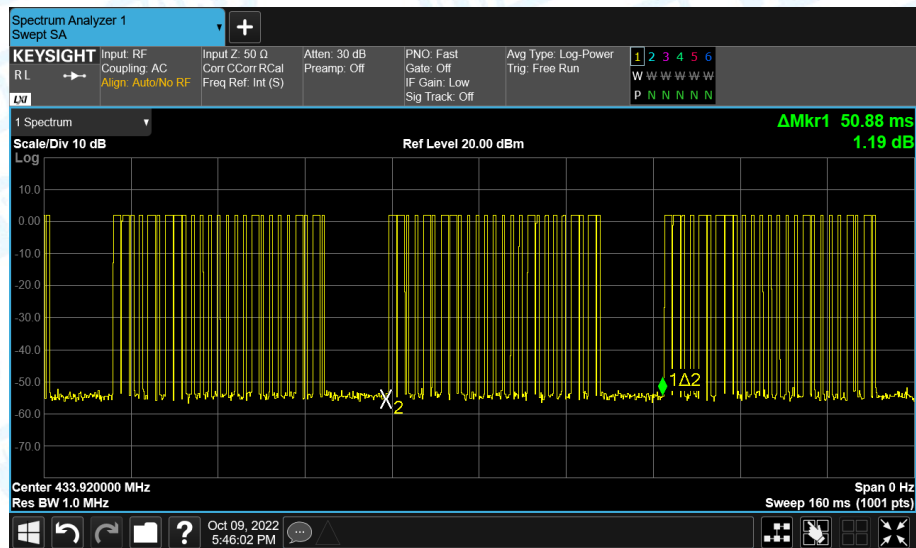 Spectrum Analyzer 1
Swept SA
+
KEYSIGHT
RL
LXI
Input: RF
Coupling: AC
Align: Auto/No RF
Input Z: 50 Ω
Corr CCorr RCal
Freq Ref: Int (S)
Atten: 30 dB
Preamp: Off
PNO: Fast
Gate: Off
IF Gain: Low
Sig Track: Off
Avg Type: Log-Power
Trig: Free Run
1 2 3 4 5 6
W W W W W W
P N N N N N
1 Spectrum
ΔMkr1 50.88 ms
1.19 dB
Scale/Div 10 dB
Ref Level 20.00 dBm
Log
10.0
0.00
-10.0
-20.0
-30.0
-40.0
-50.0
-60.0
-70.0
1Δ2
X2
Center 433.920000 MHz
Span 0 Hz
Res BW 1.0 MHz
Sweep 160 ms (1001 pts)
?
Oct 09, 2022
5:46:02 PM